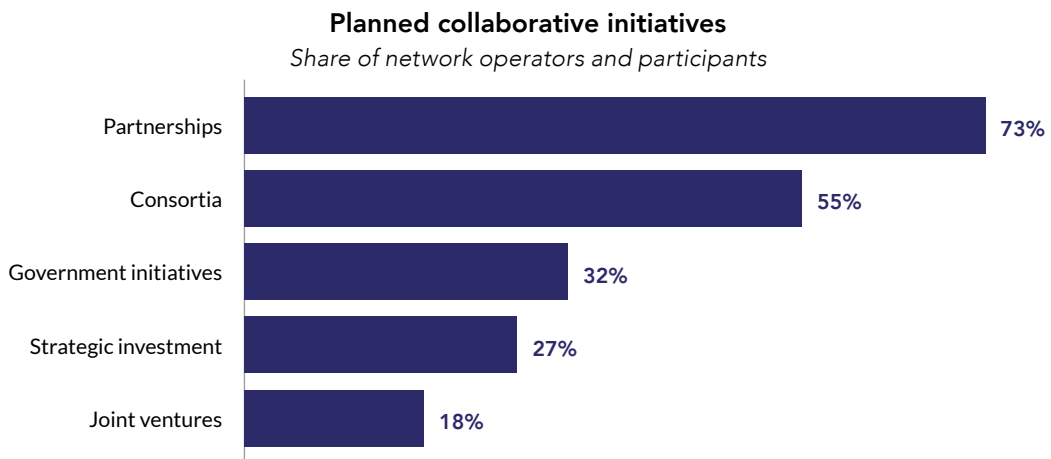 Planned collaborative initiatives
Share of network operators and participants
Partnerships 73%
Consortia 55%
Government initiatives 32%
Strategic investment 27%
Joint ventures 18%